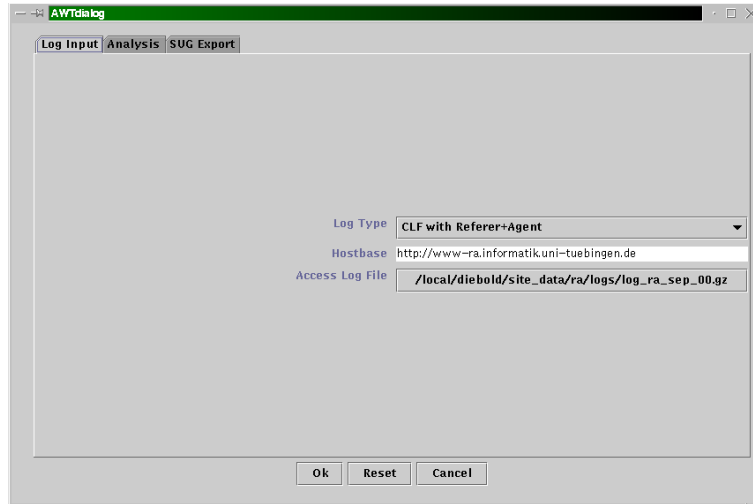 AWTdialog
Log Input Analysis SVG Export
Log Type CLF with Referer+Agent
Hostbase http://www-ra.informatik.uni-tuebingen.de
Access Log File /local/diebold/site_data/ra/logs/log_ra_sep_00.gz
Ok Reset Cancel